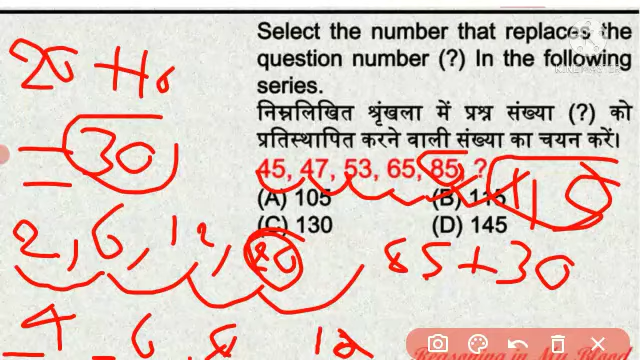 Select the number that replaces the
question number (?) In the following
series.
निम्नलिखित श्रृंखला में प्रश्न संख्या (?) को
प्रतिस्थापित करने वाली संख्या का चयन करें।
45, 47, 53, 65, 85, ?
(A) 105 (B) 115
(C) 130 (D) 145
20 + 10
= 30
2, 6, 12, 20
85 + 30
4 6 8 10